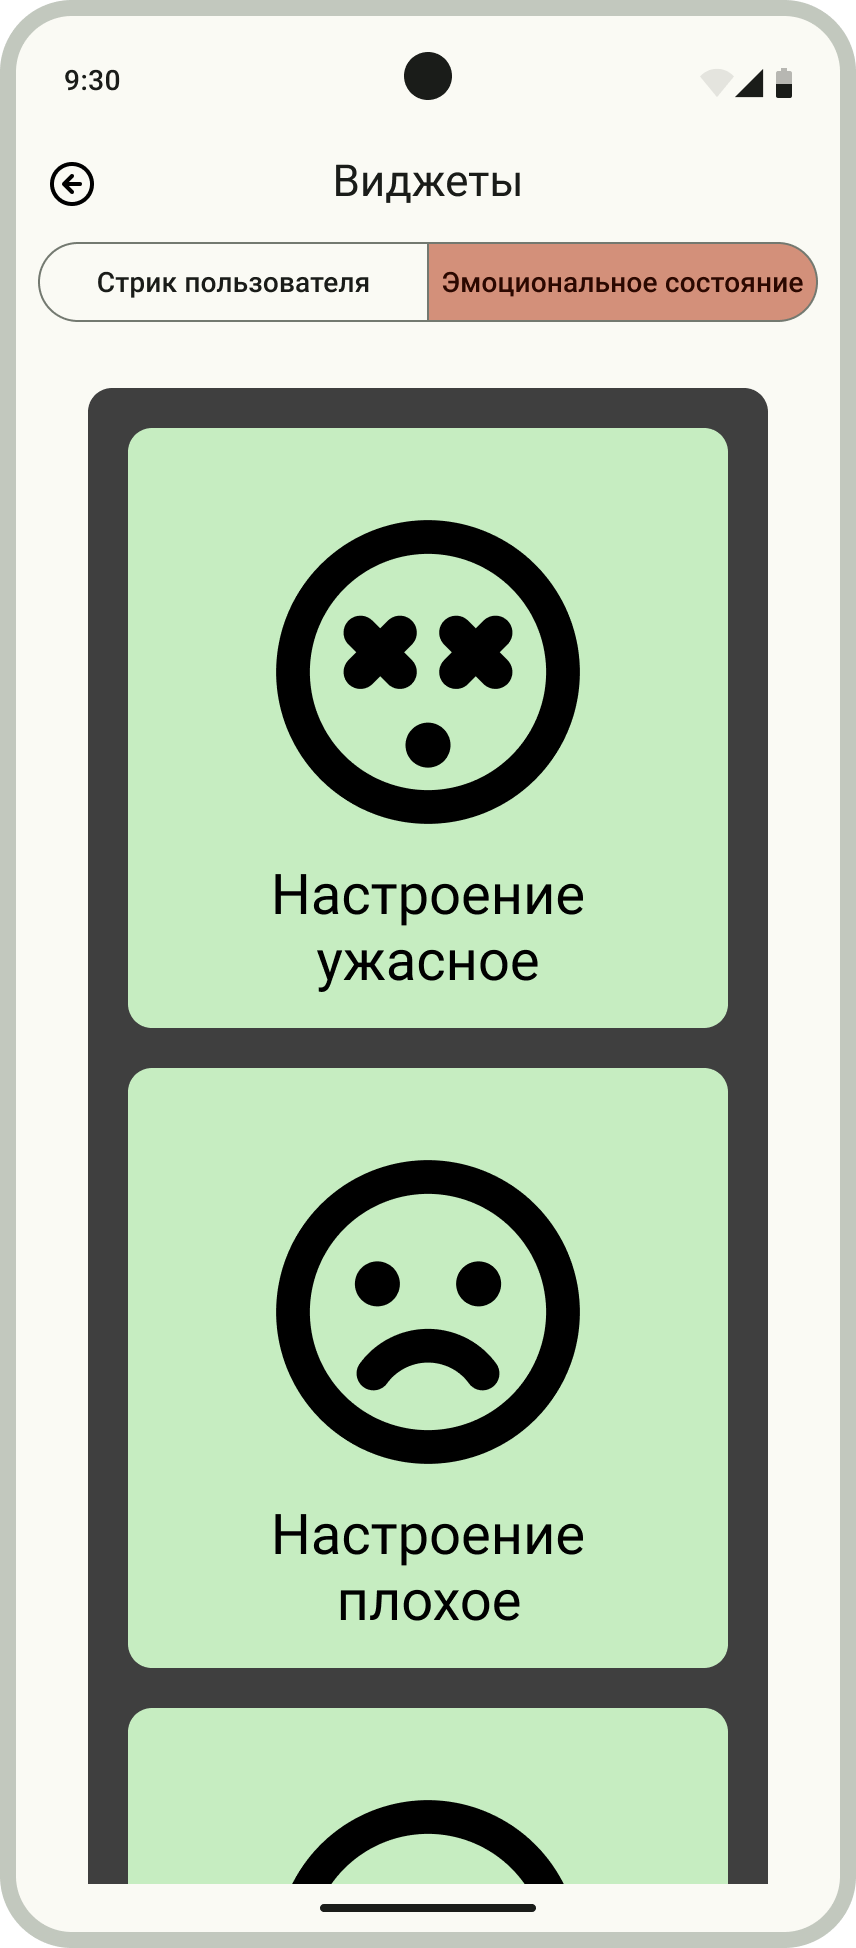 9:30
Виджеты
Стрик пользователя
Эмоциональное состояние
Настроение
ужасное
Настроение
плохое